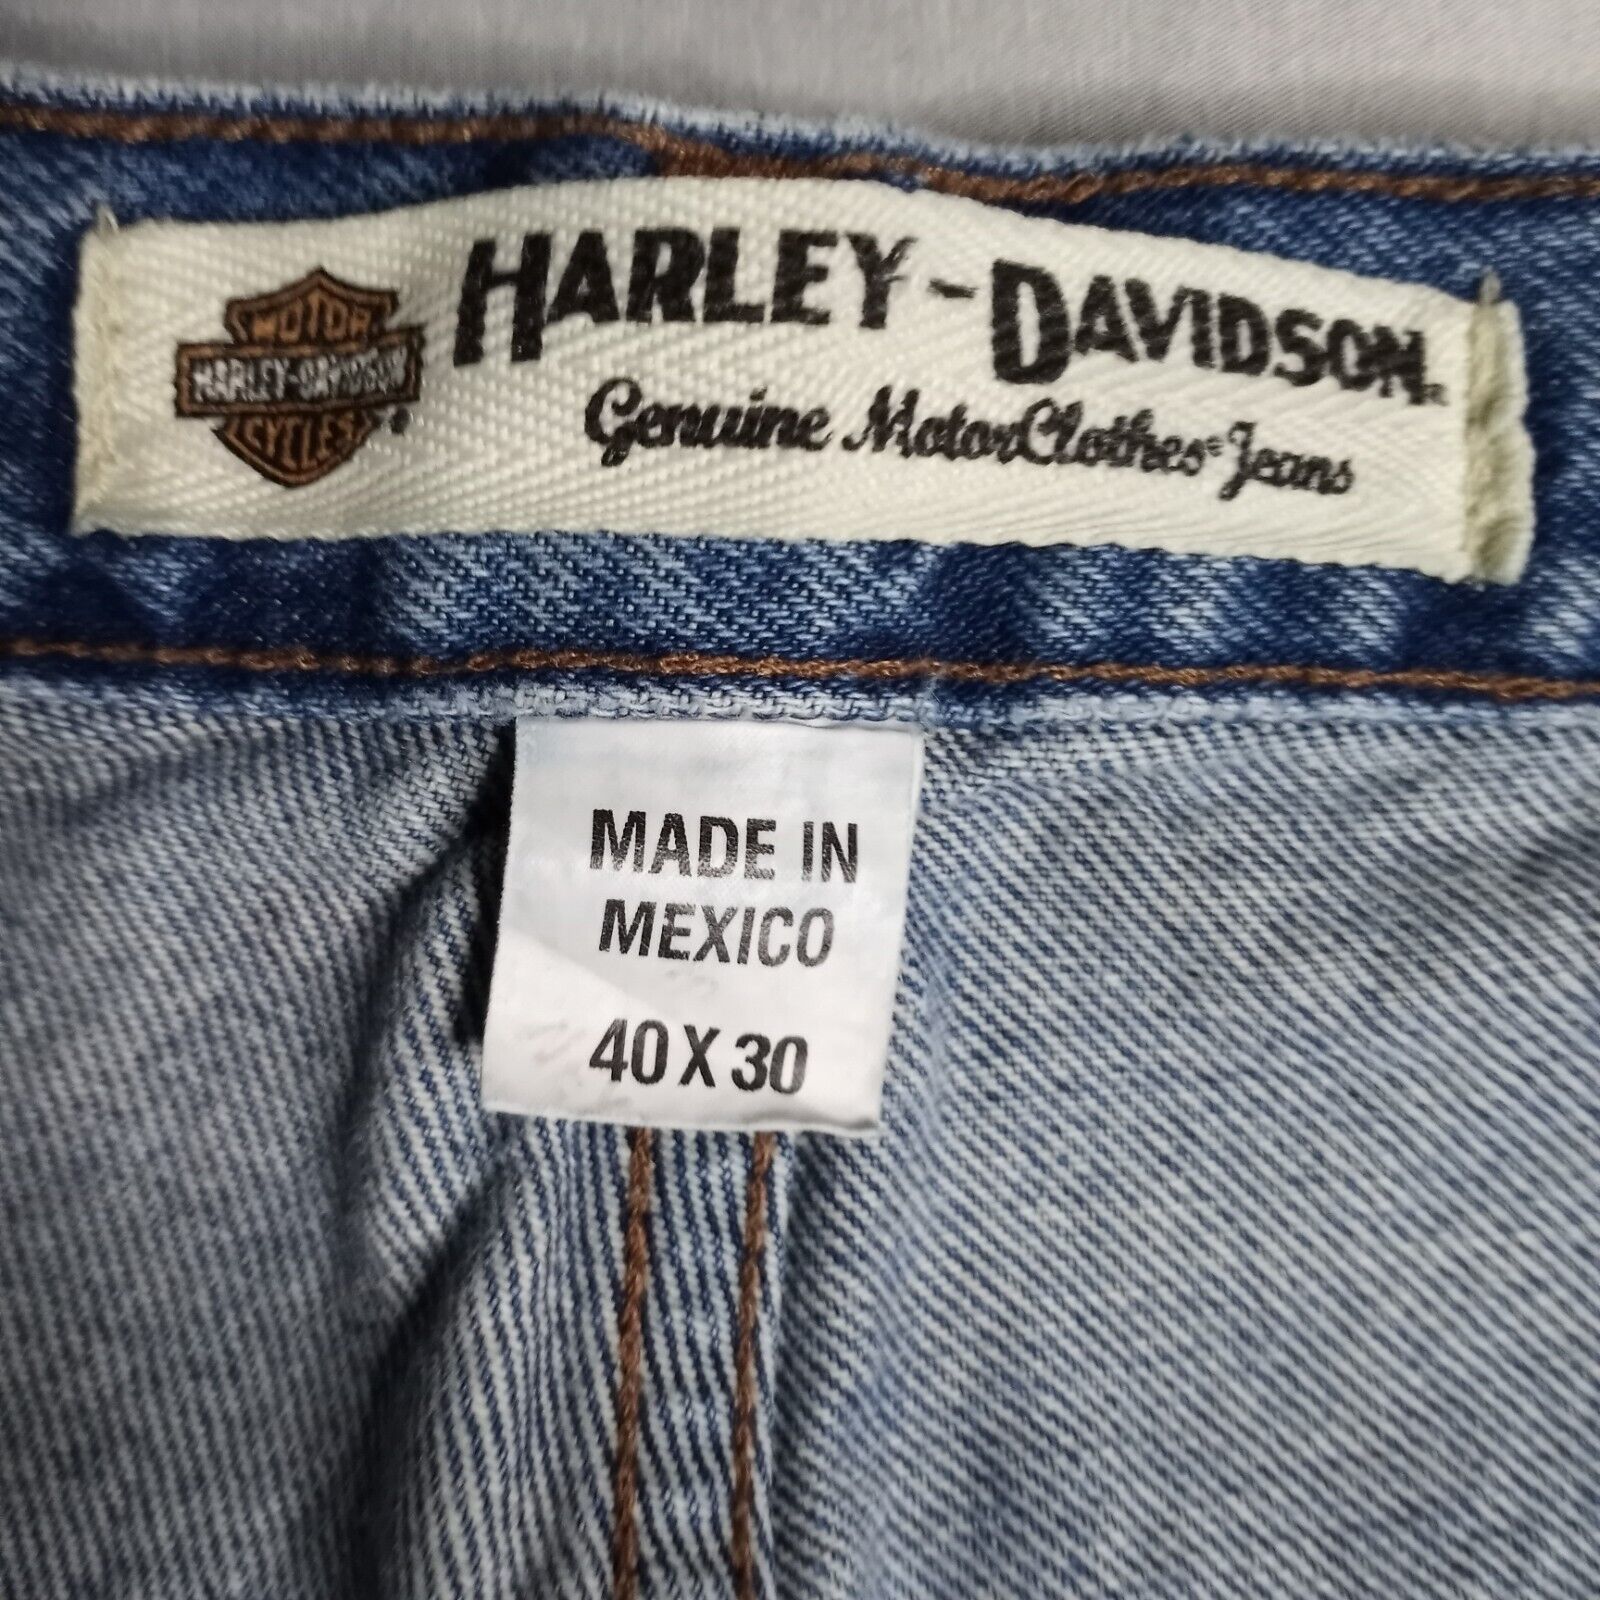 MOTOR
HARLEY-DAVIDSON
CYCLES
HARLEY-DAVIDSON
Genuine MotorClothes® Jeans
MADE IN
MEXICO
40 X 30